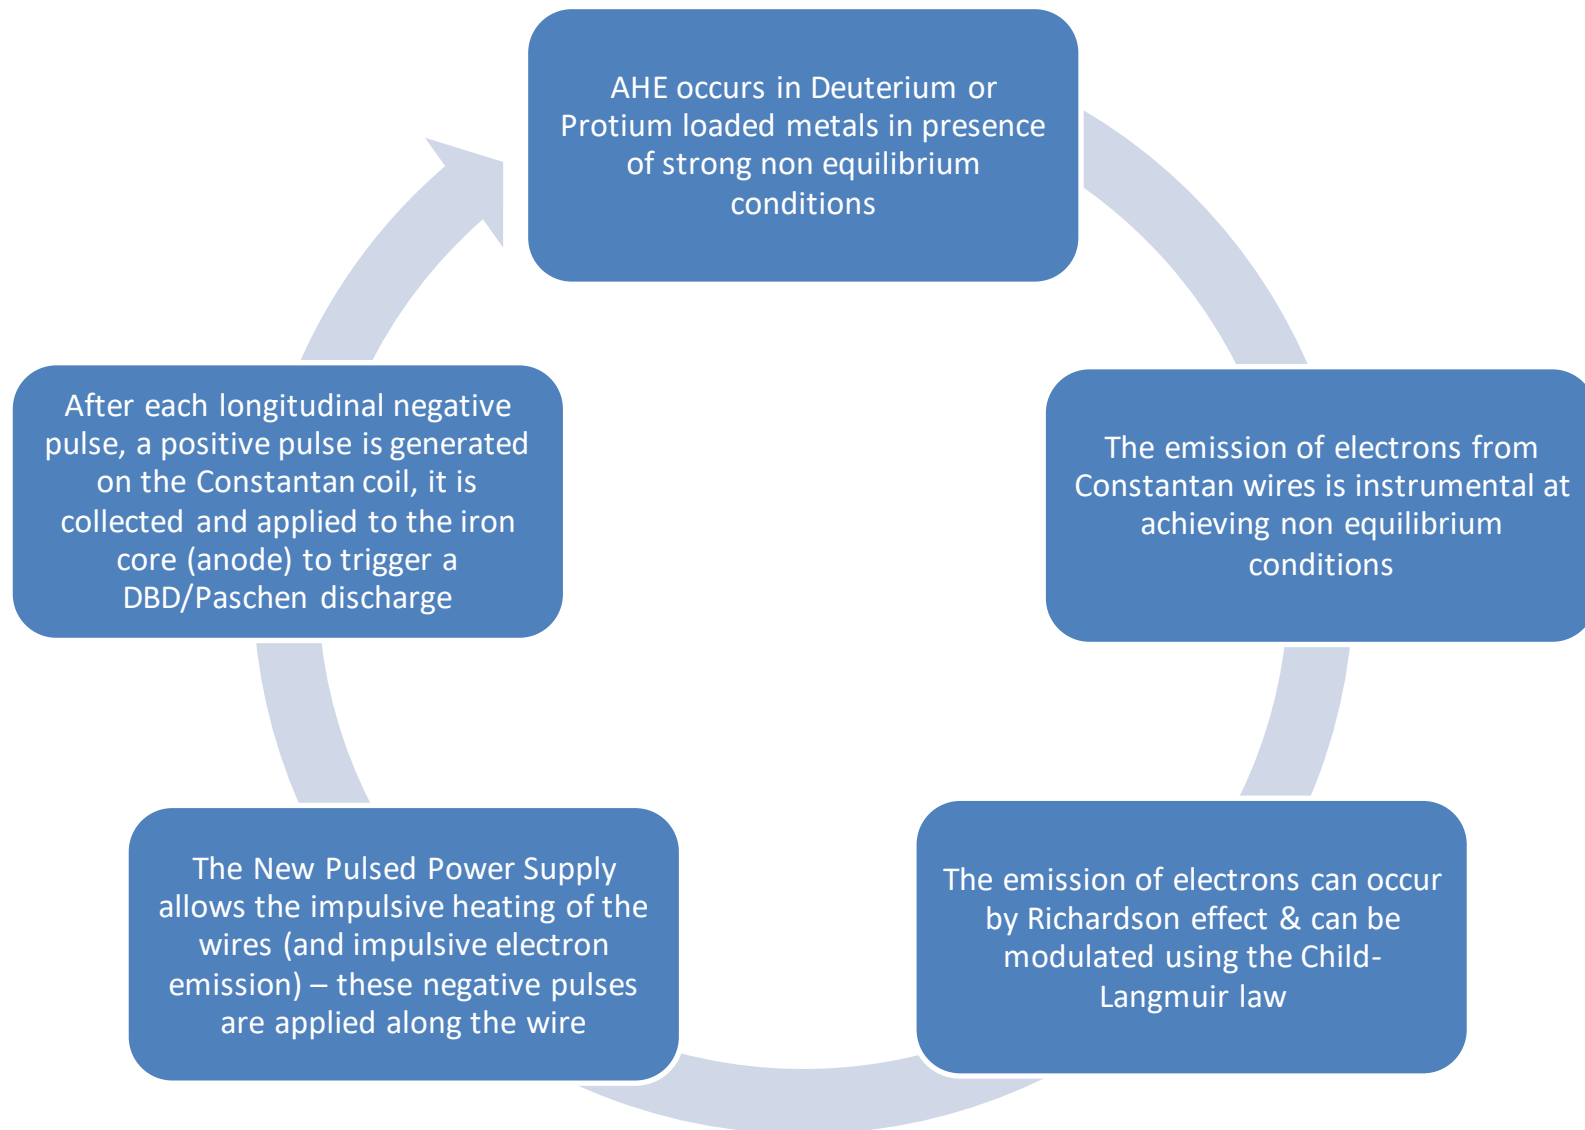 AHE occurs in Deuterium or
Protium loaded metals in presence
of strong non equilibrium
conditions
The emission of electrons from
Constantan wires is instrumental at
achieving non equilibrium
conditions
The emission of electrons can occur
by Richardson effect & can be
modulated using the Child-
Langmuir law
The New Pulsed Power Supply
allows the impulsive heating of the
wires (and impulsive electron
emission) – these negative pulses
are applied along the wire
After each longitudinal negative
pulse, a positive pulse is generated
on the Constantan coil, it is
collected and applied to the iron
core (anode) to trigger a
DBD/Paschen discharge